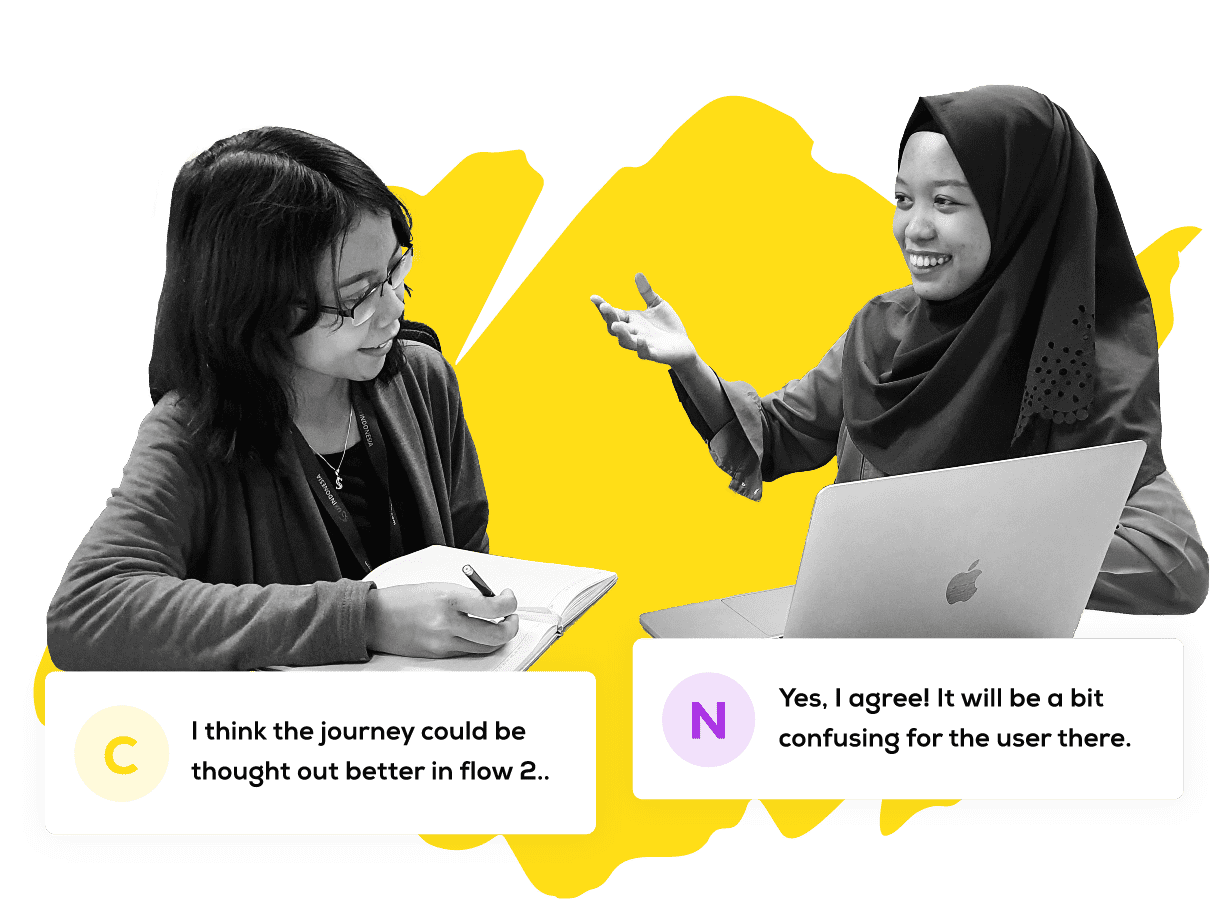 C
I think the journey could be
thought out better in flow 2..
N
Yes, I agree! It will be a bit
confusing for the user there.
INDONESIA